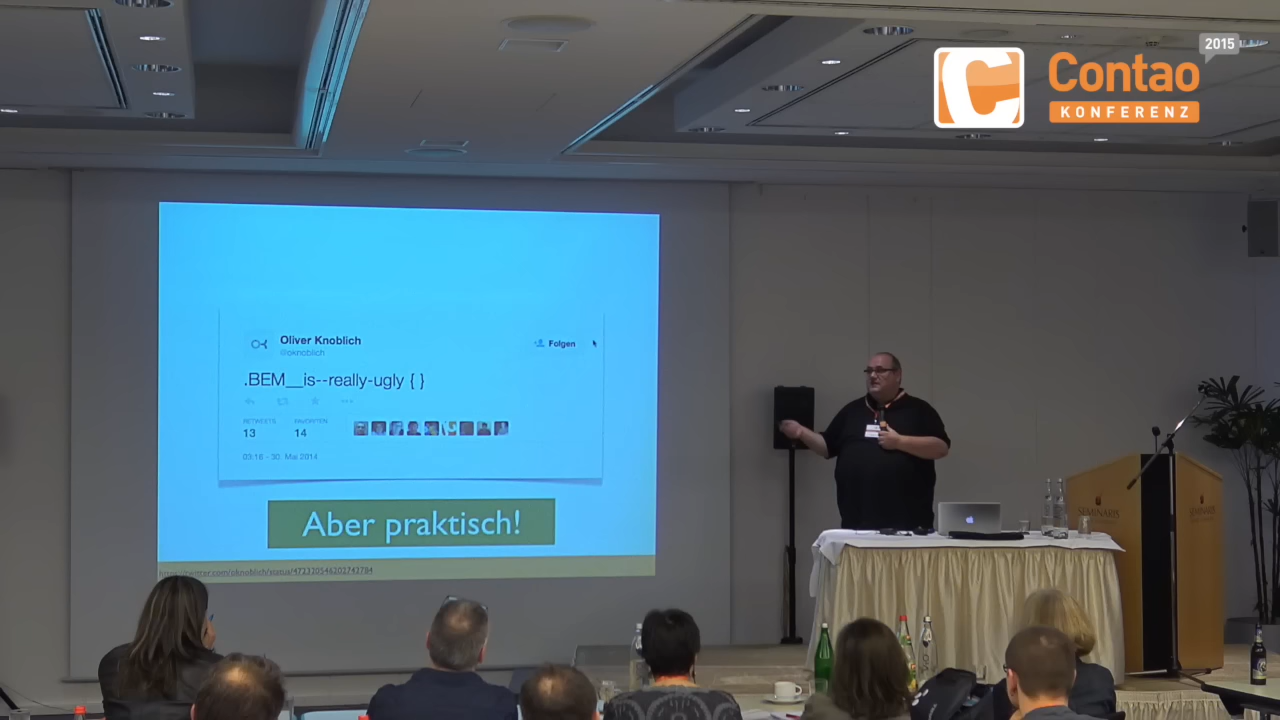 2015
Contao
KONFERENZ
Oliver Knoblich
@oknoblich
Folgen
.BEM__is--really-ugly { }
RETWEETS
FAVORITEN
13
14
03:16 - 30. Mai 2014
Aber praktisch!
SEMINARIS